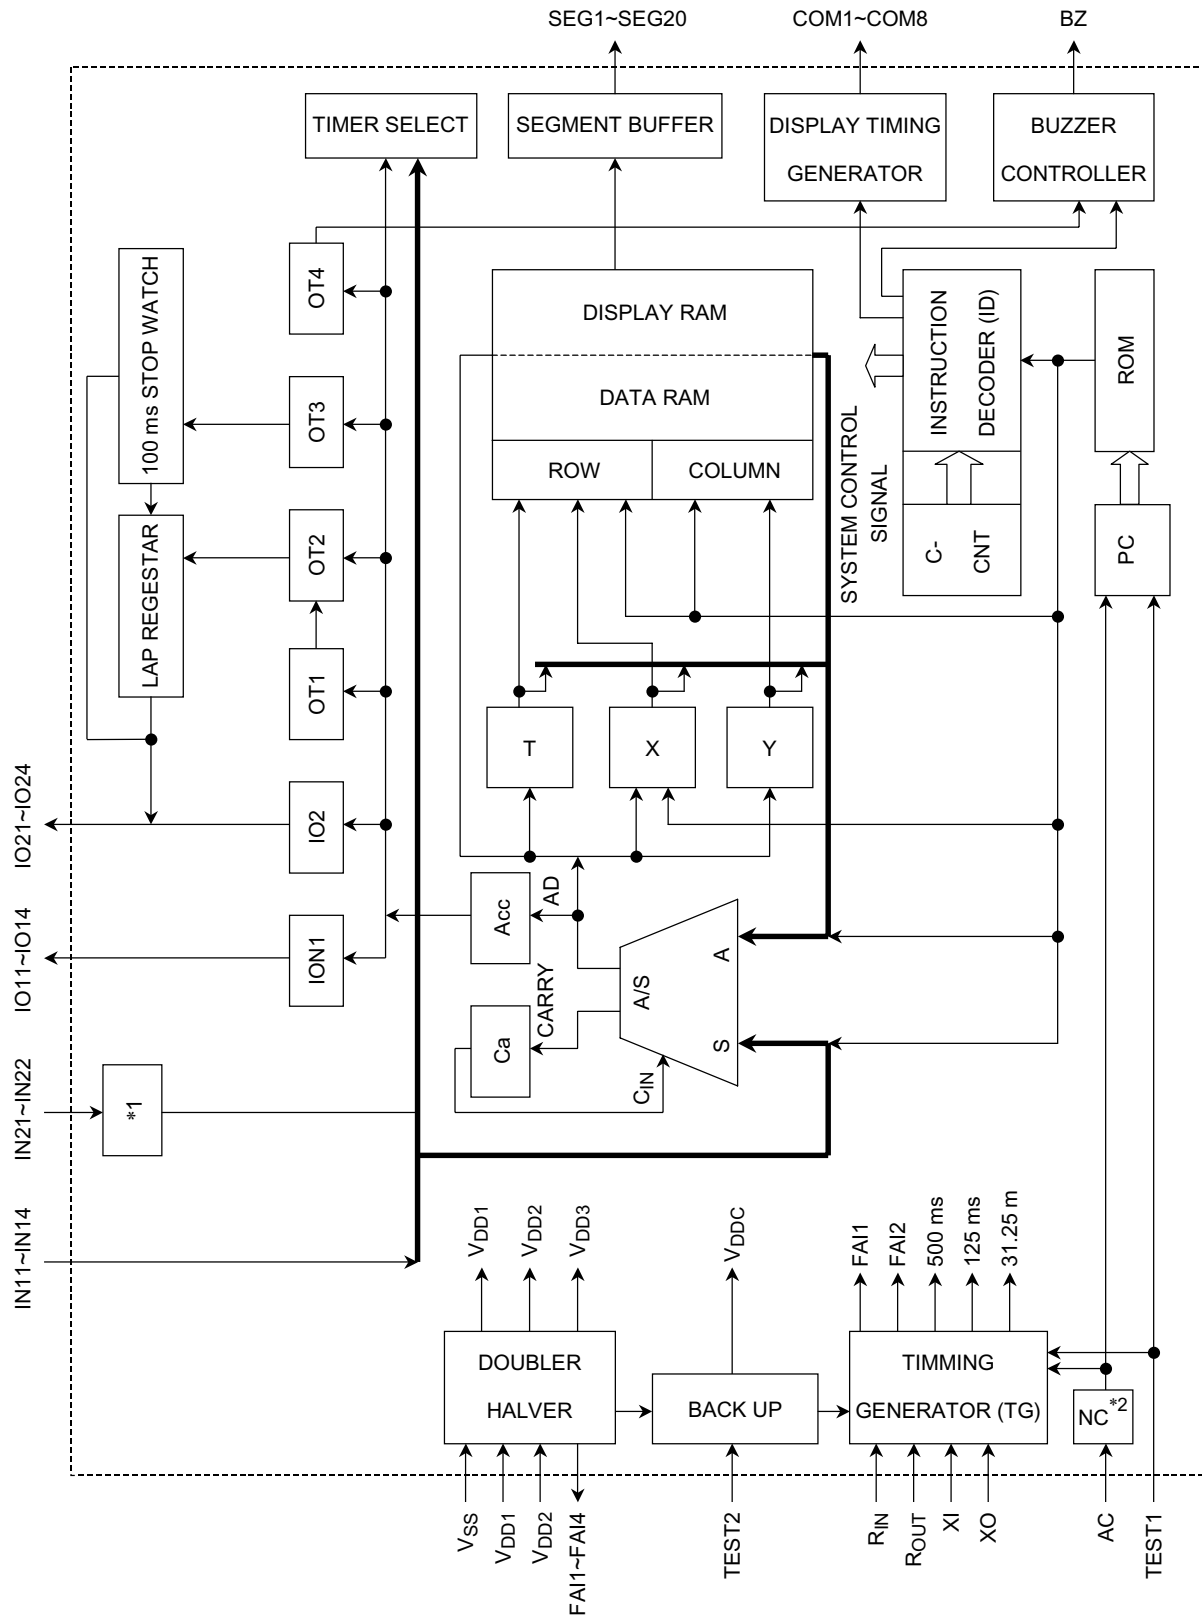 SEG1~SEG20
COM1~COM8
BZ
TIMER SELECT
SEGMENT BUFFER
DISPLAY TIMING
GENERATOR
BUZZER
CONTROLLER
100 ms STOP WATCH
LAP REGESTAR
OT4
OT3
OT2
OT1
IO2
ION1
IO21~IO24
IO11~IO14
IN21~IN22
IN11~IN14
*1
DISPLAY RAM
DATA RAM
ROW
COLUMN
SYSTEM CONTROL
SIGNAL
INSTRUCTION
DECODER (ID)
C-
CNT
ROM
PC
T
X
Y
Acc
AD
Ca
CARRY
A/S
A
S
CIN
VDD1
VDD2
VDD3
VDDC
FAI1
FAI2
500 ms
125 ms
31.25 m
DOUBLER
HALVER
BACK UP
TIMMING
GENERATOR (TG)
NC*2
VSS
VDD1
VDD2
FAI1~FAI4
TEST2
RIN
ROUT
XI
XO
AC
TEST1